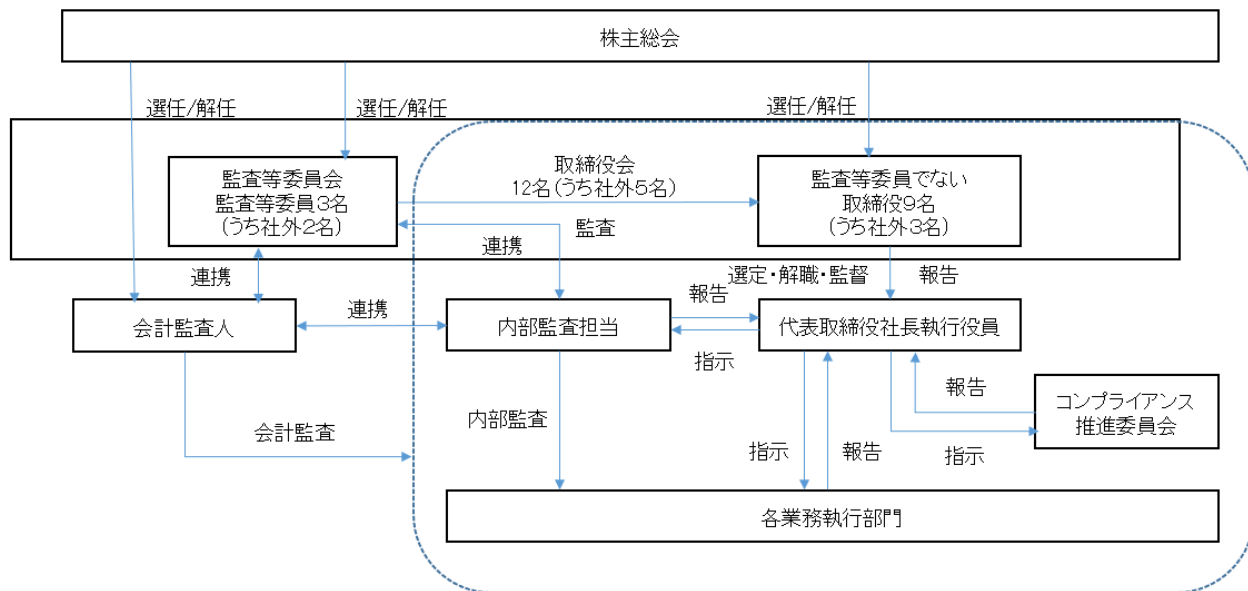 株主総会
選任/解任
選任/解任
選任/解任
監査等委員会
監査等委員3名
(うち社外2名)
取締役会
12名(うち社外5名)
監査
連携
監査等委員でない
取締役9名
(うち社外3名)
連携
選定・解職・監督
報告
会計監査人
連携
内部監査担当
報告
指示
代表取締役社長執行役員
会計監査
内部監査
指示
報告
報告
指示
コンプライアンス
推進委員会
各業務執行部門